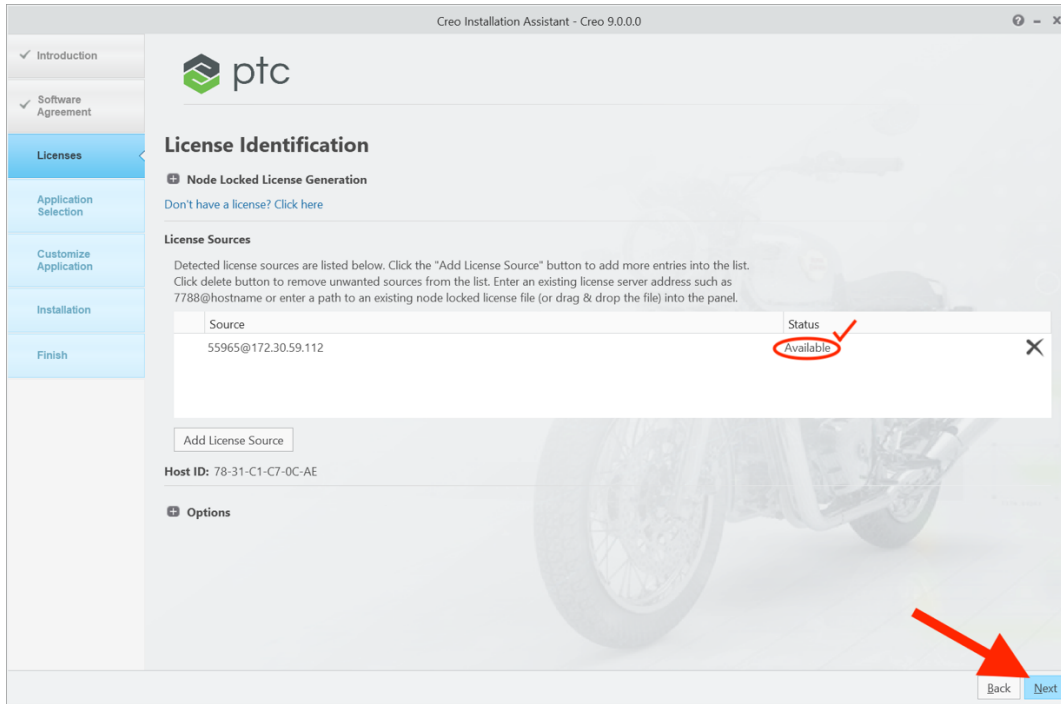 Creo Installation Assistant - Creo 9.0.0.0
Introduction
Software
Agreement
Licenses
Application
Selection
Customize
Application
Installation
Finish
ptc
License Identification
Node Locked License Generation
Don't have a license? Click here
License Sources
Detected license sources are listed below. Click the "Add License Source" button to add more entries into the list.
Click delete button to remove unwanted sources from the list. Enter an existing license server address such as
7788@hostname or enter a path to an existing node locked license file (or drag & drop the file) into the panel.
Source Status
55965@172.30.59.112 Available
Add License Source
Host ID: 78-31-C1-C7-0C-AE
Options
Back Next